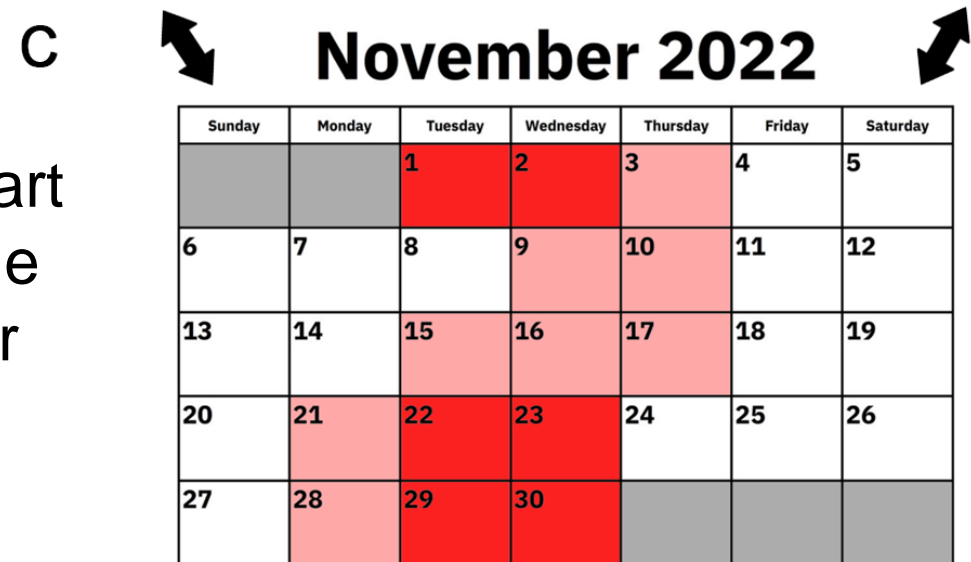 c
art
e
r
November 2022
Sunday Monday Tuesday Wednesday Thursday Friday Saturday
1 2 3 4 5
6 7 8 9 10 11 12
13 14 15 16 17 18 19
20 21 22 23 24 25 26
27 28 29 30